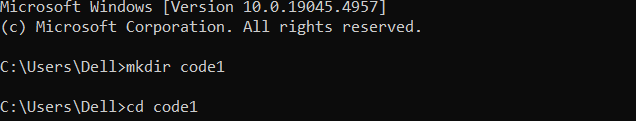 Microsoft Windows [Version 10.0.19045.4957]
(c) Microsoft Corporation. All rights reserved.
C:\Users\Dell>mkdir code1
C:\Users\Dell>cd code1